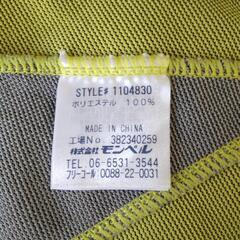 STYLE# 1104830
ポリエステル 100%
MADE IN CHINA
工場No 382340259
株式会社 モンベル
TEL. 06-6531-3544
フリーコール:0088-22-0031